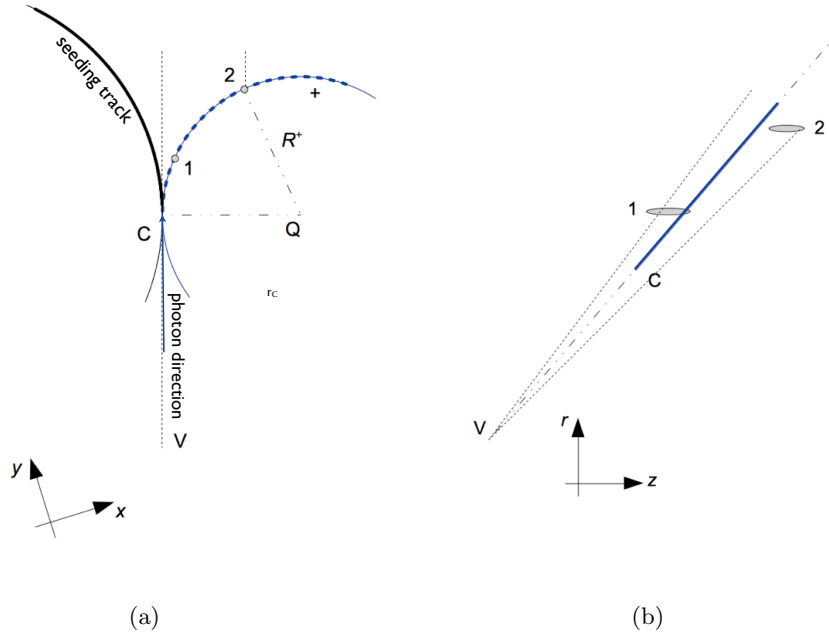 seeding track
2
+
R⁺
1
C
Q
r_C
photon direction
V
y
x
(a)
2
1
C
V
r
z
(b)